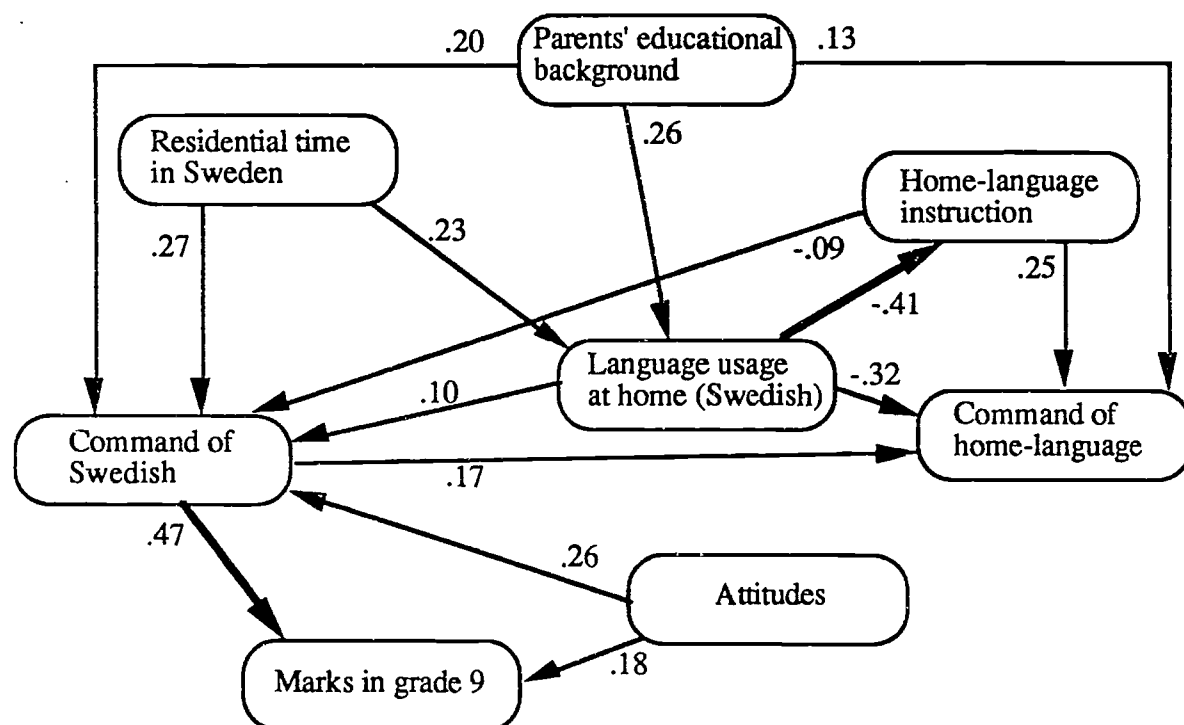 .20
Parents' educational
background
.13
Residential time
in Sweden
.26
Home-language
instruction
.27
.23
-.09
.25
-.41
Language usage
at home (Swedish)
-.32
.10
Command of
Swedish
Command of
home-language
.17
.47
.26
Attitudes
.18
Marks in grade 9